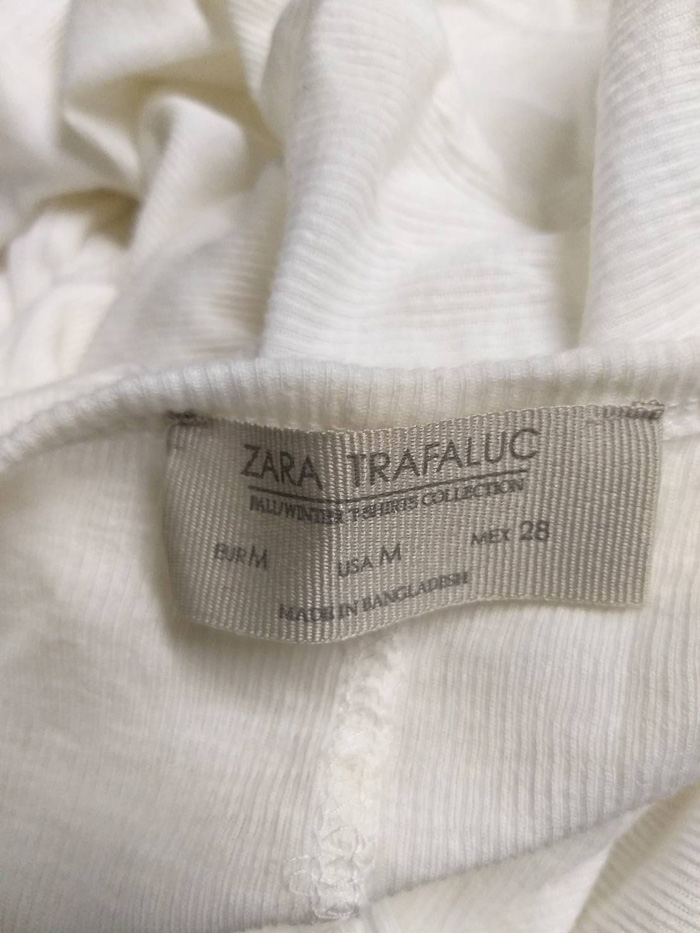 ZARA TRAFALUC
FALL/WINTER T-SHIRTS COLLECTION
EUR M USA M MEX 28
MADE IN BANGLADESH